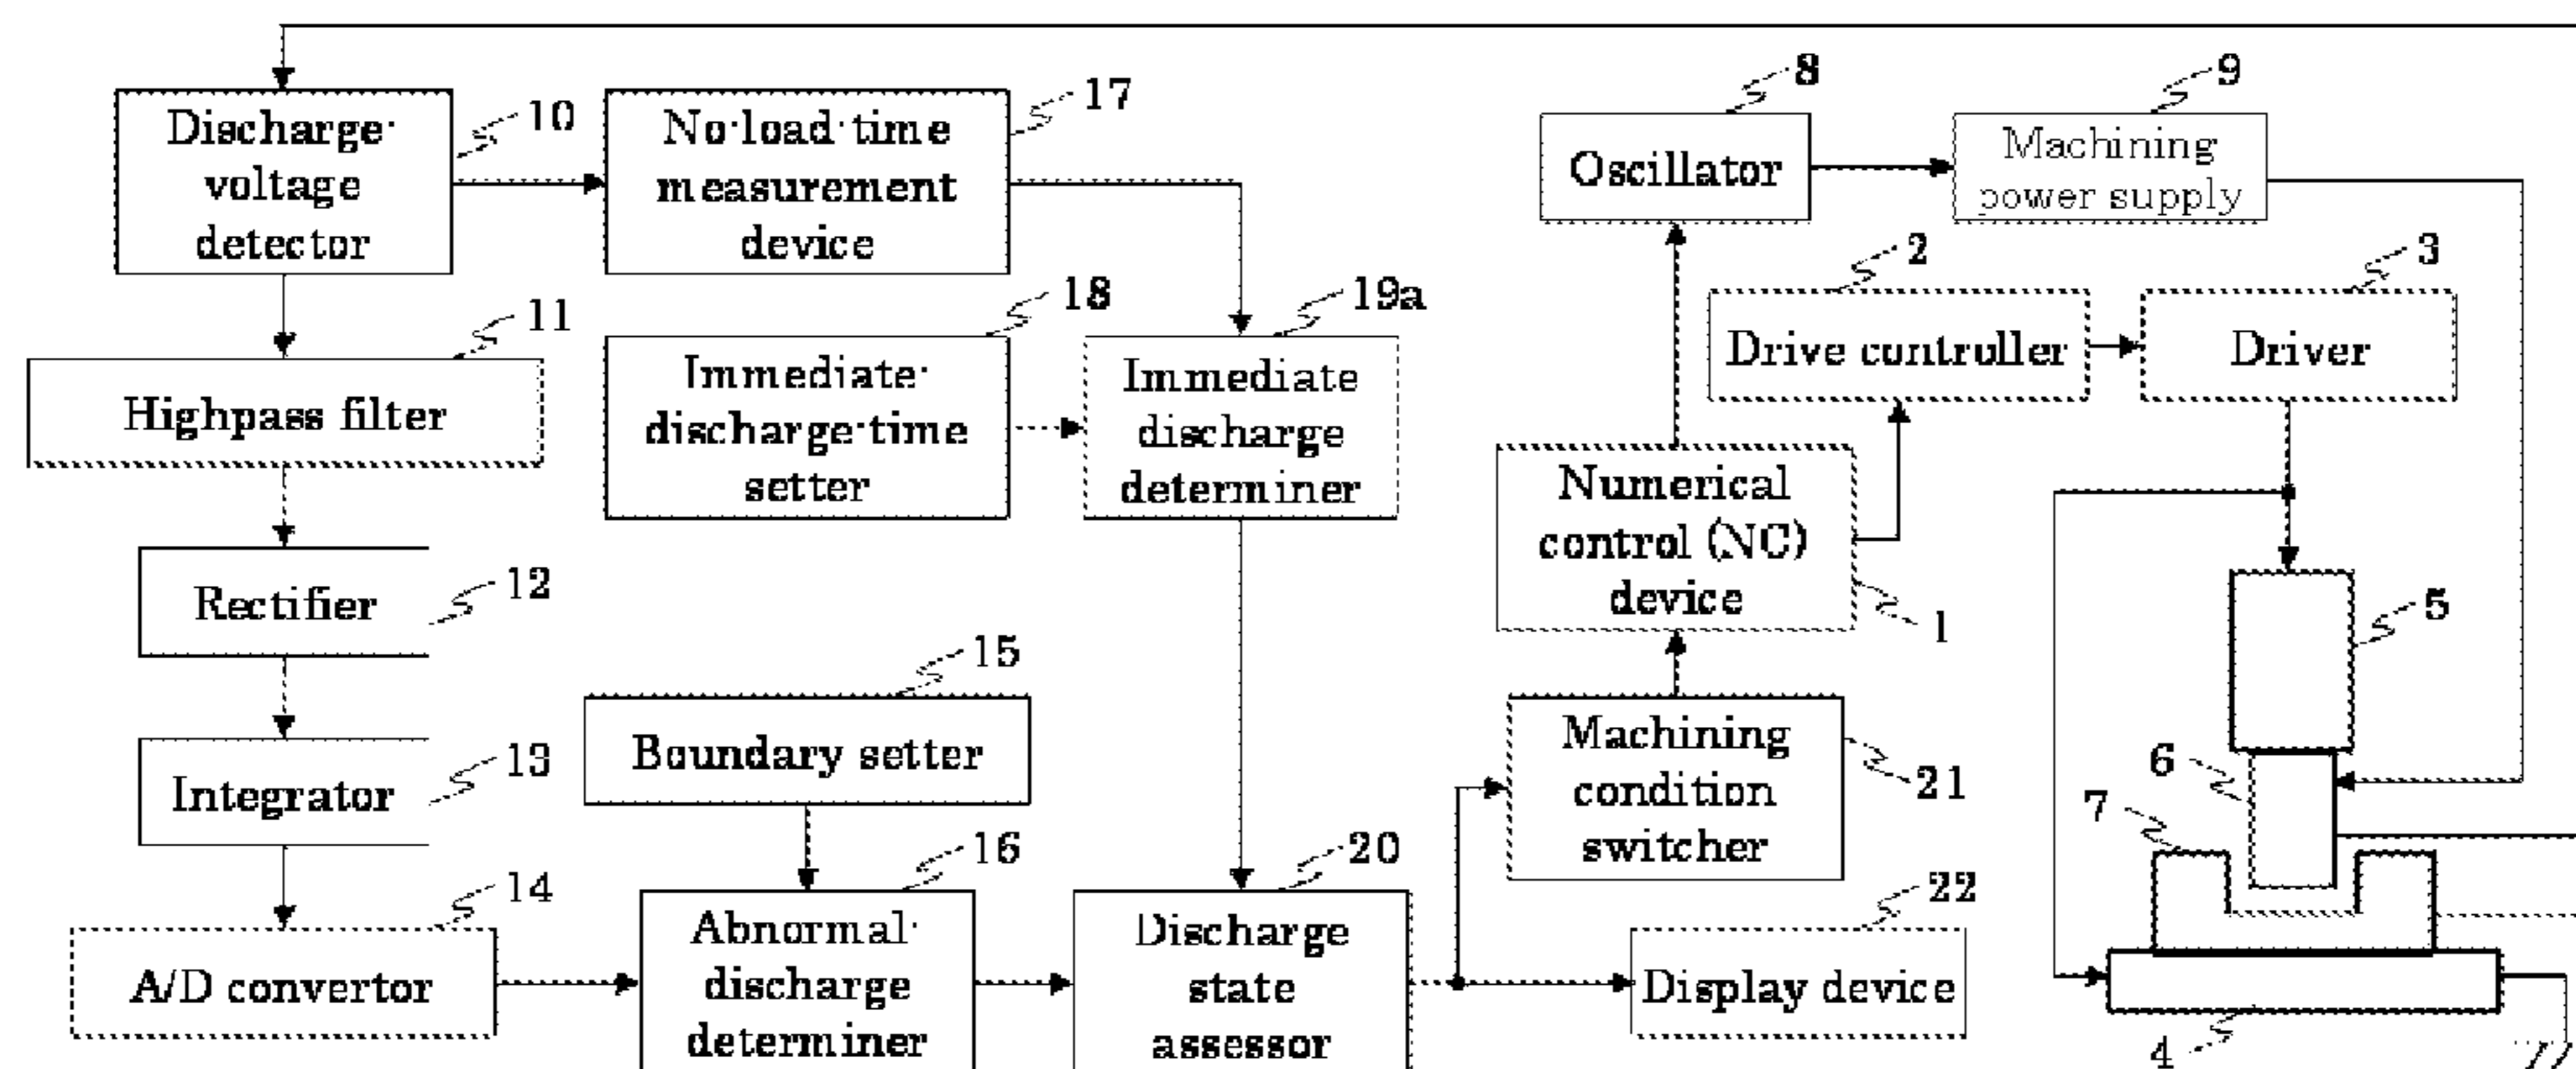 Discharge-
voltage
detector
10
No-load-time
measurement
device
17
8
Oscillator
9
Machining
power supply
11
Highpass filter
18
Immediate-
discharge-time
setter
19a
Immediate
discharge
determiner
2
Drive controller
3
Driver
Numerical
control (NC)
device
1
12
Rectifier
5
15
Boundary setter
13
Integrator
Machining
condition
switcher
21
6
7
14
A/D convertor
16
Abnormal-
discharge
determiner
20
Discharge
state
assessor
22
Display device
4